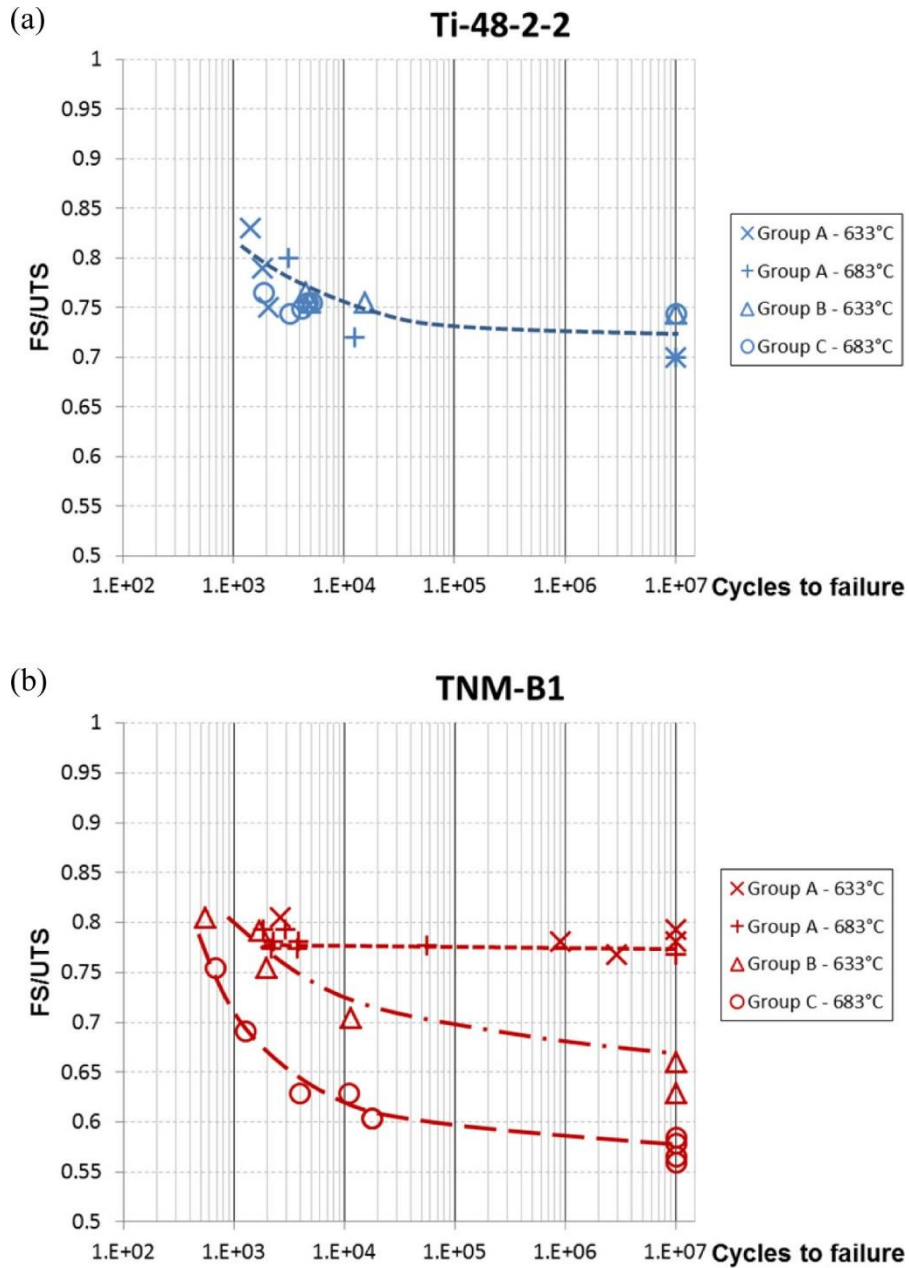 (a)
Ti-48-2-2
1
0.95
0.9
0.85
0.8
0.75
0.7
0.65
0.6
0.55
0.5
FS/UTS
1.E+02 1.E+03 1.E+04 1.E+05 1.E+06 1.E+07 Cycles to failure
Group A - 633°C
Group A - 683°C
Group B - 633°C
Group C - 683°C
(b)
TNM-B1
1
0.95
0.9
0.85
0.8
0.75
0.7
0.65
0.6
0.55
0.5
FS/UTS
1.E+02 1.E+03 1.E+04 1.E+05 1.E+06 1.E+07 Cycles to failure
Group A - 633°C
Group A - 683°C
Group B - 633°C
Group C - 683°C